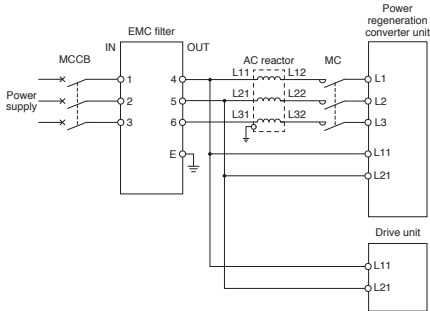 Power
regeneration
converter unit
EMC filter
IN
OUT
MCCB
AC reactor
MC
Power
supply
1
4
L11
L12
L1
2
5
L21
L22
L2
3
6
L31
L32
L3
E
L11
L21
Drive unit
L11
L21